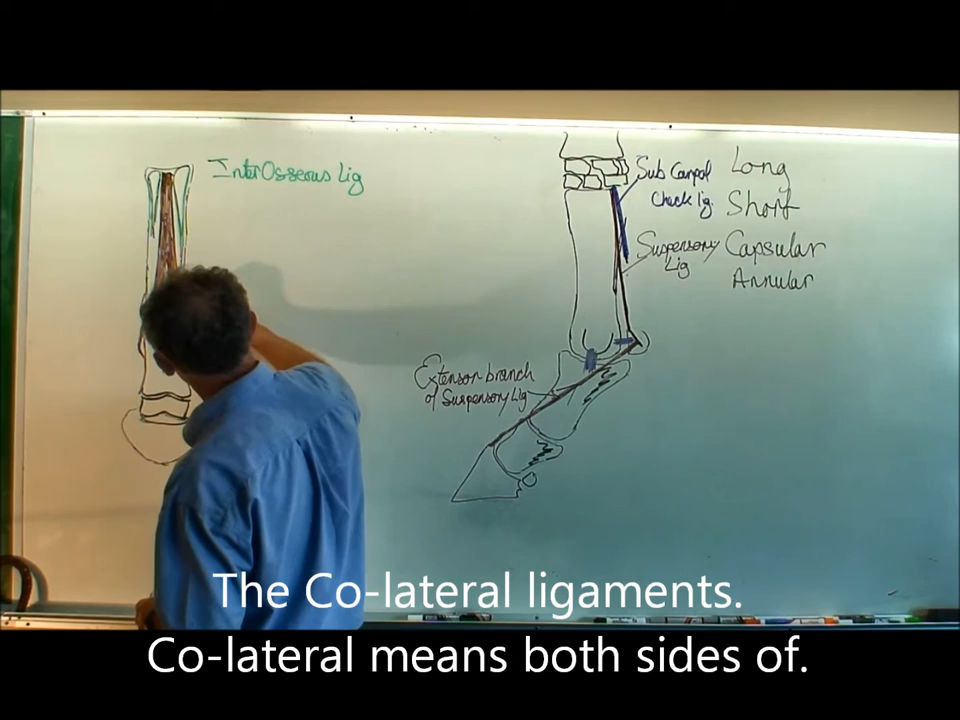 InterOsseous Lig
Sub Carpal
Check lig.
Suspensory
Lig
Long
Short
Capsular
Annular
Extensor branch
of Suspensory Lig
The Co-lateral ligaments.
Co-lateral means both sides of.